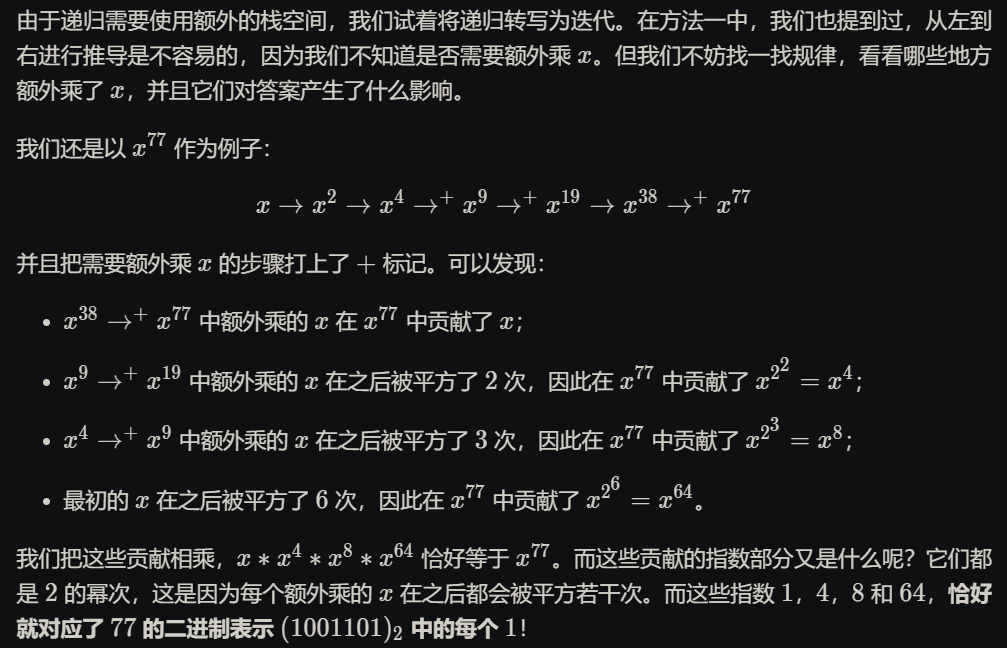 由于递归需要使用额外的栈空间，我们试着将递归转写为迭代。在方法一中，我们也提到过，从左到
右进行推导是不容易的，因为我们不知道是否需要额外乘 x。但我们不妨找一找规律，看看哪些地方
额外乘了 x，并且它们对答案产生了什么影响。
我们还是以 x^77 作为例子：
x → x^2 → x^4 →^+ x^9 →^+ x^19 → x^38 →^+ x^77
并且把需要额外乘 x 的步骤打上了 + 标记。可以发现：
• x^38 →^+ x^77 中额外乘的 x 在 x^77 中贡献了 x；
• x^9 →^+ x^19 中额外乘的 x 在之后被平方了 2 次，因此在 x^77 中贡献了 x^{2^2} = x^4；
• x^4 →^+ x^9 中额外乘的 x 在之后被平方了 3 次，因此在 x^77 中贡献了 x^{2^3} = x^8；
• 最初的 x 在之后被平方了 6 次，因此在 x^77 中贡献了 x^{2^6} = x^64。
我们把这些贡献相乘，x ∗ x^4 ∗ x^8 ∗ x^64 恰好等于 x^77。而这些贡献的指数部分又是什么呢？它们都
是 2 的幂次，这是因为每个额外乘的 x 在之后都会被平方若干次。而这些指数 1，4，8 和 64，恰好
就对应了 77 的二进制表示 (1001101)_2 中的每个 1！